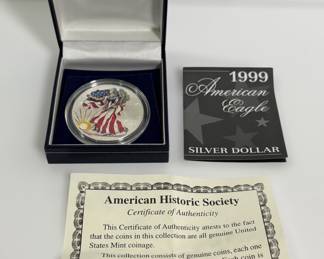 1999
American
Eagle
SILVER DOLLAR
American Historic Society
Certificate of Authenticity
This Certificate of Authenticity attests to the fact
that the coins in this collection are all genuine United
States Mint coinage.
This collection consists of genuine coins, each one